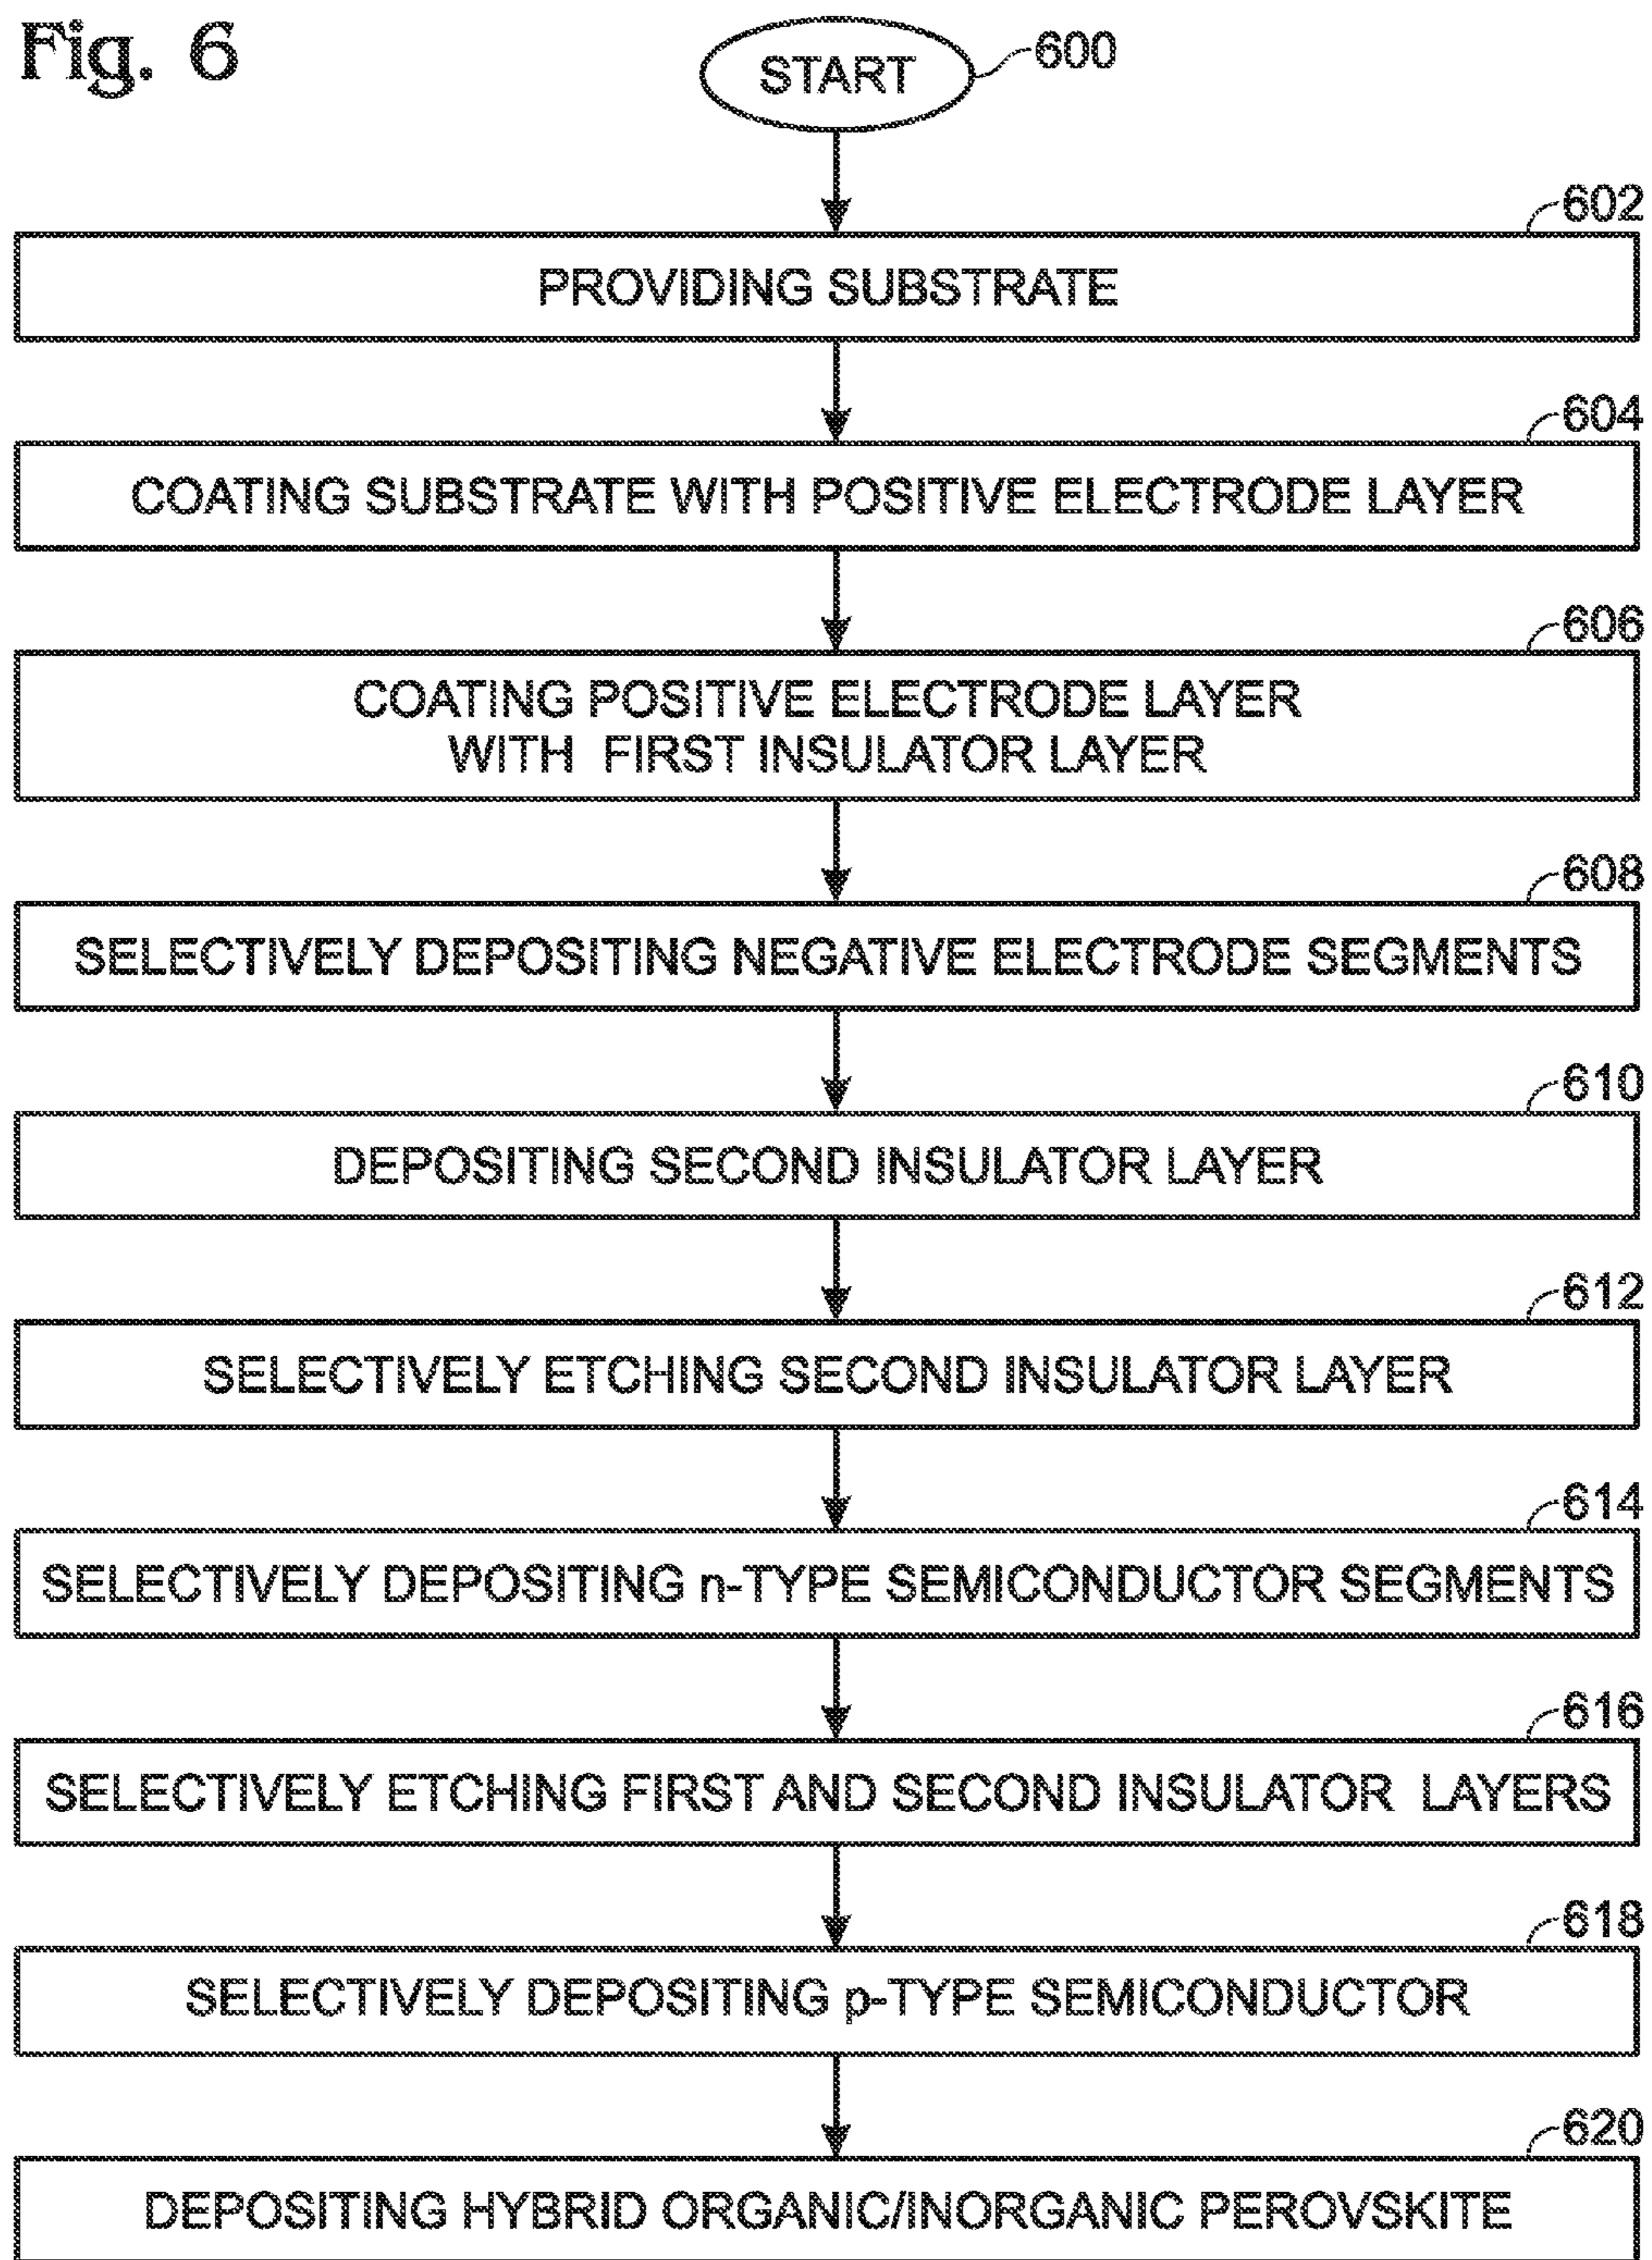 Fig. 6
START
600
602
PROVIDING SUBSTRATE
604
COATING SUBSTRATE WITH POSITIVE ELECTRODE LAYER
606
COATING POSITIVE ELECTRODE LAYER
WITH FIRST INSULATOR LAYER
608
SELECTIVELY DEPOSITING NEGATIVE ELECTRODE SEGMENTS
610
DEPOSITING SECOND INSULATOR LAYER
612
SELECTIVELY ETCHING SECOND INSULATOR LAYER
614
SELECTIVELY DEPOSITING n-TYPE SEMICONDUCTOR SEGMENTS
616
SELECTIVELY ETCHING FIRST AND SECOND INSULATOR LAYERS
618
SELECTIVELY DEPOSITING p-TYPE SEMICONDUCTOR
620
DEPOSITING HYBRID ORGANIC/INORGANIC PEROVSKITE